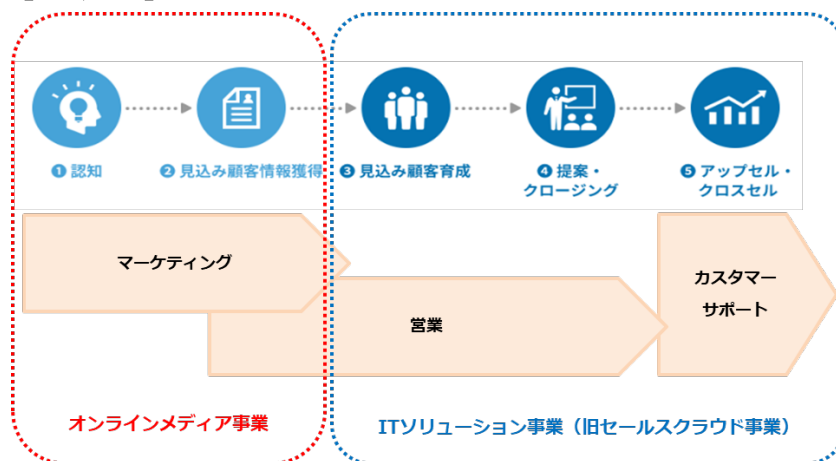 ❶ 認知
❷ 見込み顧客情報獲得
❸ 見込み顧客育成
❹ 提案・
クロージング
❺ アップセル・
クロスセル
マーケティング
営業
カスタマー
サポート
オンラインメディア事業
ITソリューション事業（旧セールスクラウド事業）